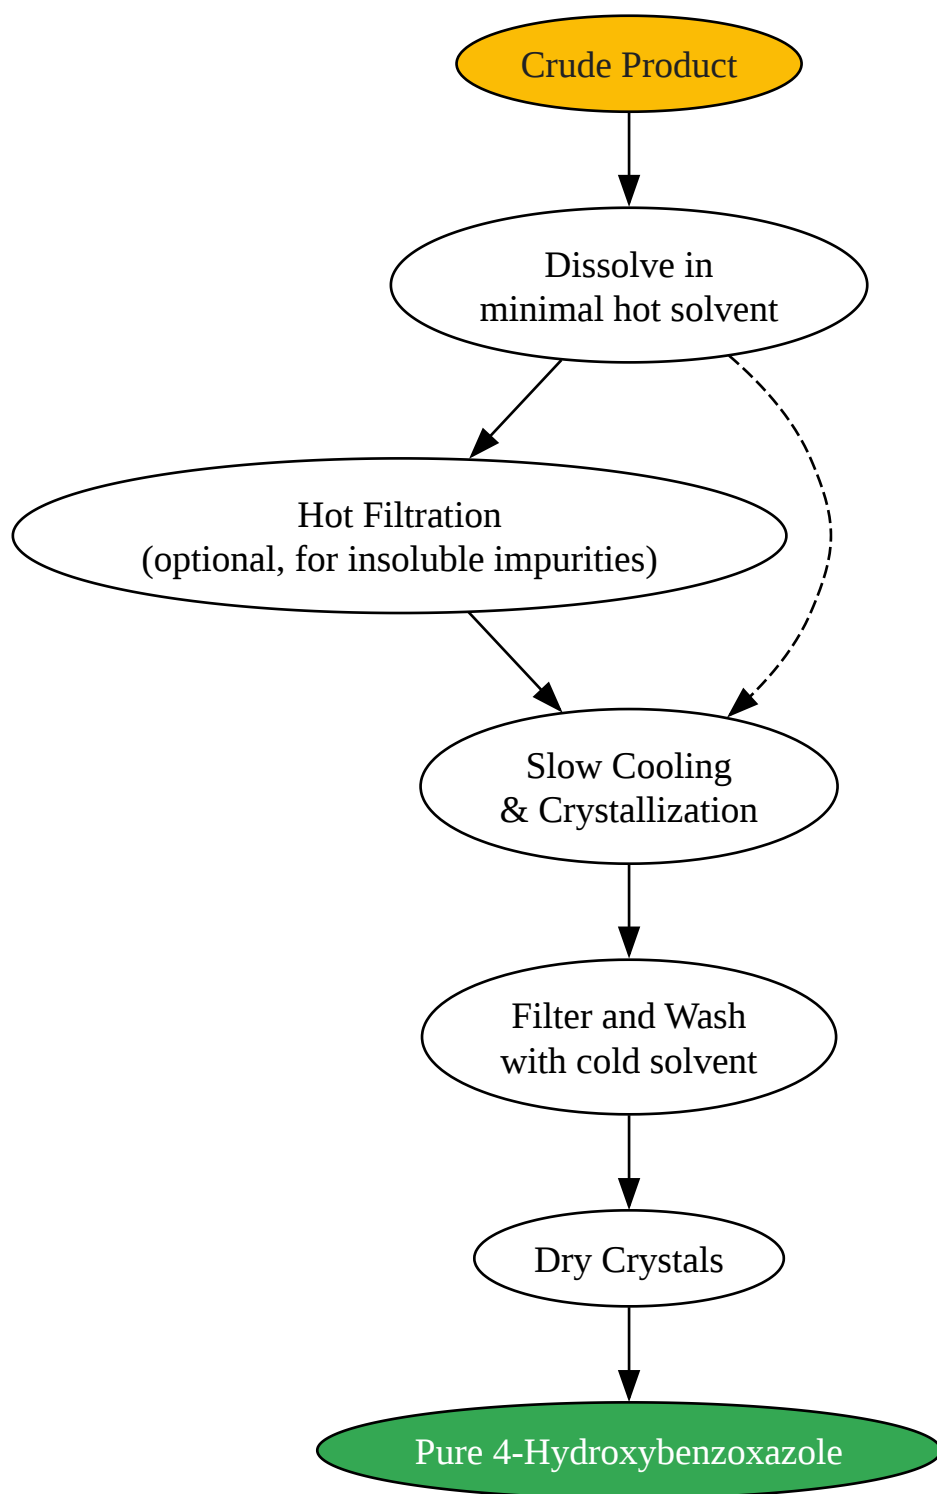 Crude Product
Dissolve in
minimal hot solvent
Hot Filtration
(optional, for insoluble impurities)
Slow Cooling
& Crystallization
Filter and Wash
with cold solvent
Dry Crystals
Pure 4-Hydroxybenzoxazole